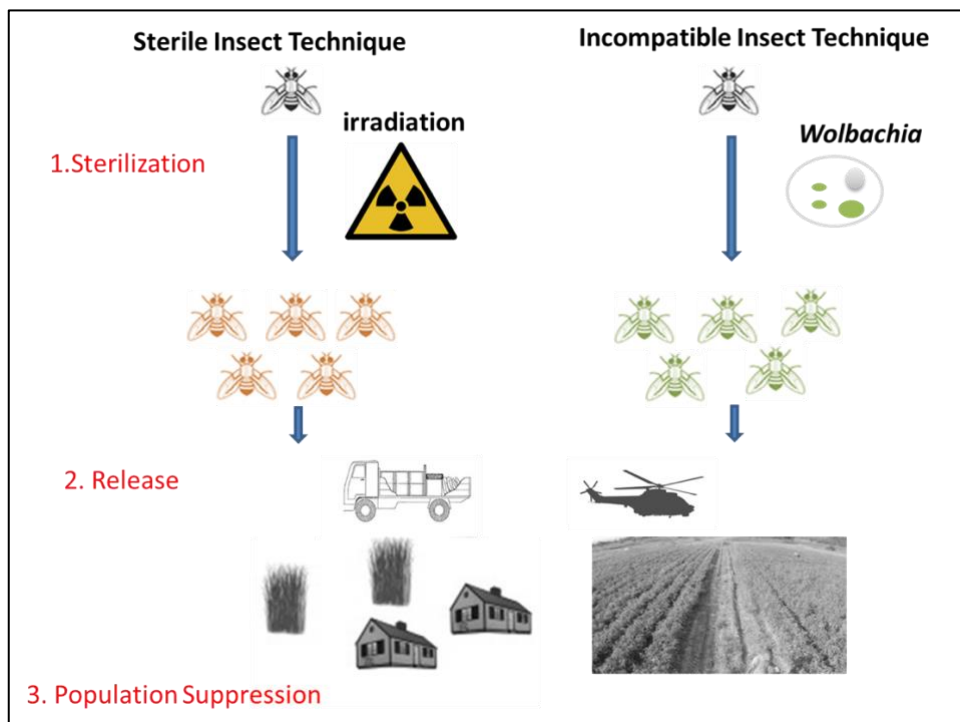 Sterile Insect Technique
Incompatible Insect Technique
irradiation
Wolbachia
1.Sterilization
2. Release
3. Population Suppression